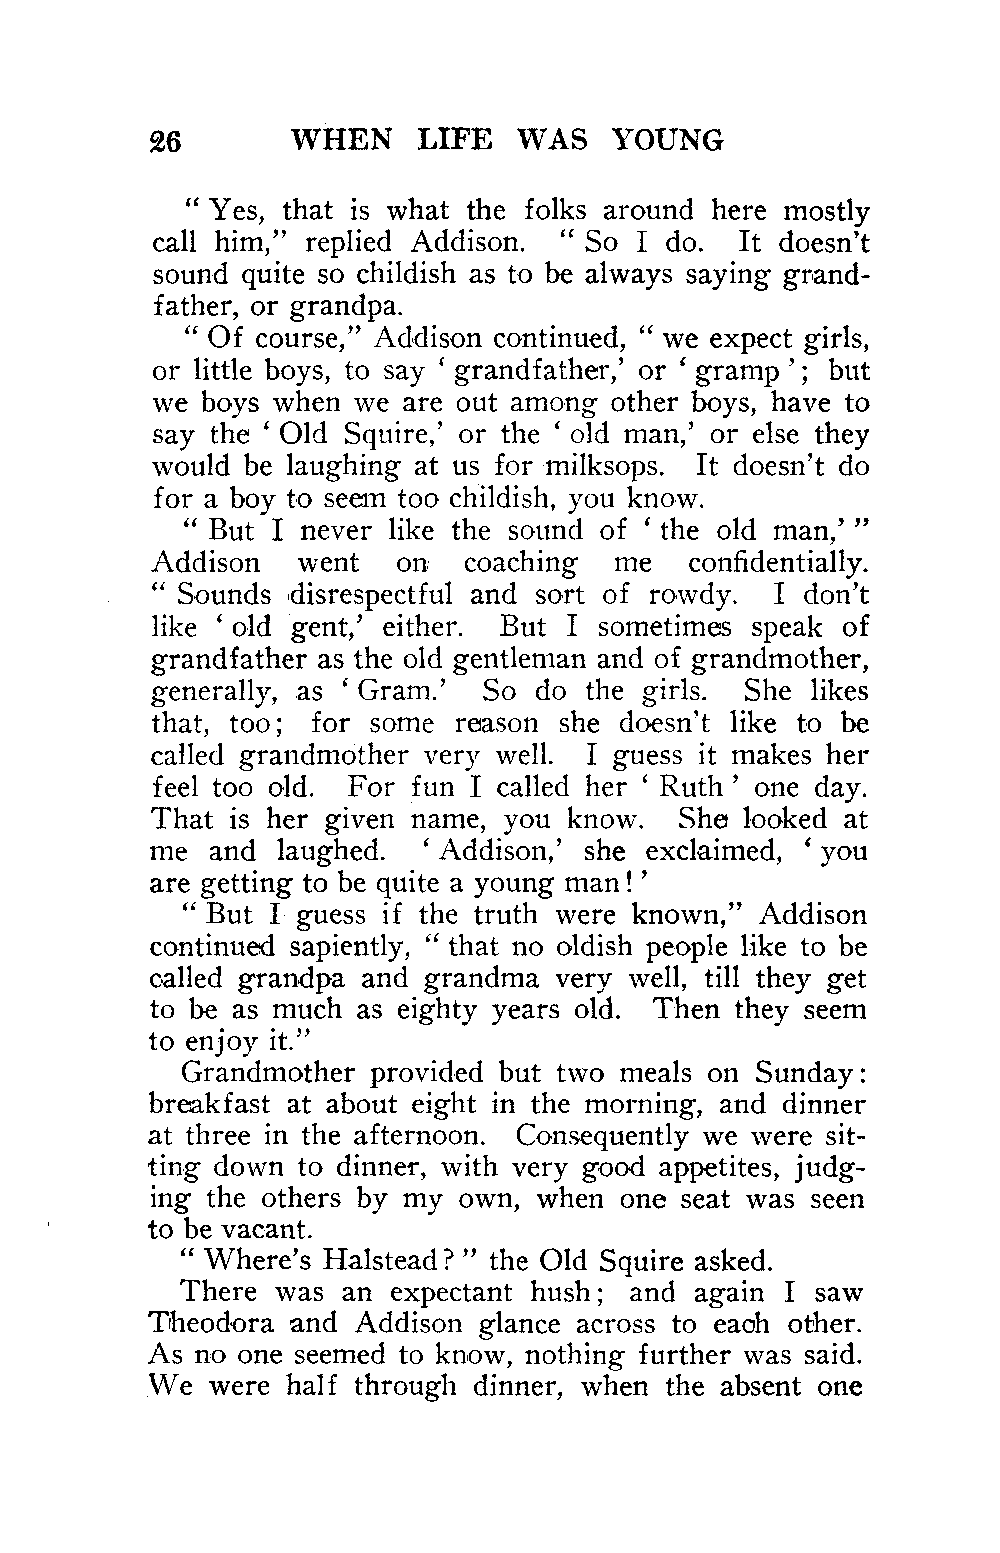 26 WHEN LIFE WAS YOUNG
“ Yes, that is what the folks around here mostly
call him,” replied Addison. “ So I do. It doesn’t
sound quite so childish as to be always saying grand-
father, or grandpa.
“ Of course,” Addison continued, “ we expect girls,
or little boys, to say ‘ grandfather,’ or ‘ gramp ’; but
we boys when we are out among other boys, have to
say the ‘ Old Squire,’ or the ‘ old man,’ or else they
would be laughing at us for milksops. It doesn’t do
for a boy to seem too childish, you know.
“ But I never like the sound of ‘ the old man,’ ”
Addison went on coaching me confidentially.
“ Sounds disrespectful and sort of rowdy. I don’t
like ‘ old gent,’ either. But I sometimes speak of
grandfather as the old gentleman and of grandmother,
generally, as ‘ Gram.’ So do the girls. She likes
that, too; for some reason she doesn’t like to be
called grandmother very well. I guess it makes her
feel too old. For fun I called her ‘ Ruth ’ one day.
That is her given name, you know. She looked at
me and laughed. ‘ Addison,’ she exclaimed, ‘ you
are getting to be quite a young man! ’
“ But I guess if the truth were known,” Addison
continued sapiently, “ that no oldish people like to be
called grandpa and grandma very well, till they get
to be as much as eighty years old. Then they seem
to enjoy it.”
Grandmother provided but two meals on Sunday:
breakfast at about eight in the morning, and dinner
at three in the afternoon. Consequently we were sit-
ting down to dinner, with very good appetites, judg-
ing the others by my own, when one seat was seen
to be vacant.
“ Where’s Halstead? ” the Old Squire asked.
There was an expectant hush; and again I saw
Theodora and Addison glance across to each other.
As no one seemed to know, nothing further was said.
We were half through dinner, when the absent one